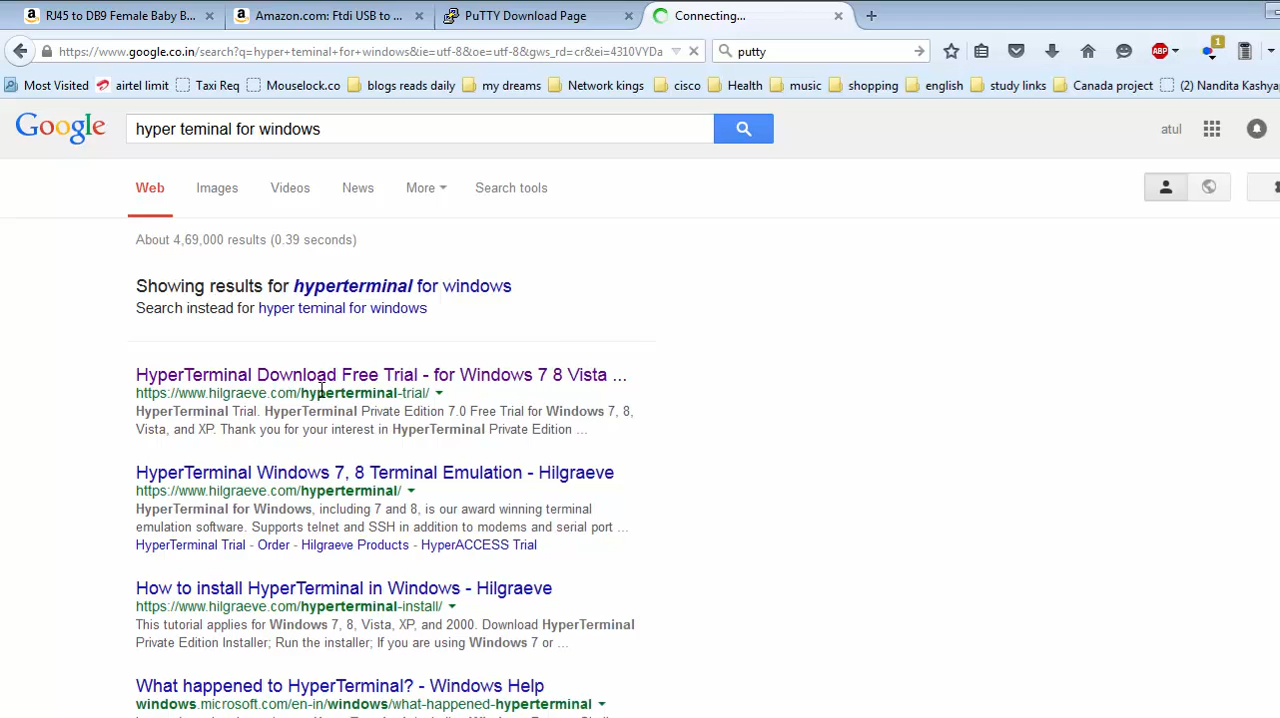 RJ45 to DB9 Female Baby B... × Amazon.com: Ftdi USB to ... × PuTTY Download Page × Connecting... × +
https://www.google.co.in/search?q=hyper+teminal+for+windows&ie=utf-8&oe=utf-8&gws_rd=cr&ei=4310VYDa putty ABP 1
Most Visited airtel limit Taxi Req Mouselock.co blogs reads daily my dreams Network kings cisco Health music shopping english study links Canada project (2) Nandita Kashya
Google hyper teminal for windows atul
Web Images Videos News More Search tools
About 4,69,000 results (0.39 seconds)
Showing results for hyperterminal for windows
Search instead for hyper teminal for windows
HyperTerminal Download Free Trial - for Windows 7 8 Vista ...
https://www.hilgraeve.com/hyperterminal-trial/
HyperTerminal Trial. HyperTerminal Private Edition 7.0 Free Trial for Windows 7, 8,
Vista, and XP. Thank you for your interest in HyperTerminal Private Edition ...
HyperTerminal Windows 7, 8 Terminal Emulation - Hilgraeve
https://www.hilgraeve.com/hyperterminal/
HyperTerminal for Windows, including 7 and 8, is our award winning terminal
emulation software. Supports telnet and SSH in addition to modems and serial port ...
HyperTerminal Trial - Order - Hilgraeve Products - HyperACCESS Trial
How to install HyperTerminal in Windows - Hilgraeve
https://www.hilgraeve.com/hyperterminal-install/
This tutorial applies for Windows 7, 8, Vista, XP, and 2000. Download HyperTerminal
Private Edition Installer; Run the installer; If you are using Windows 7 or ...
What happened to HyperTerminal? - Windows Help
windows.microsoft.com/en-in/windows/what-happened-hyperterminal